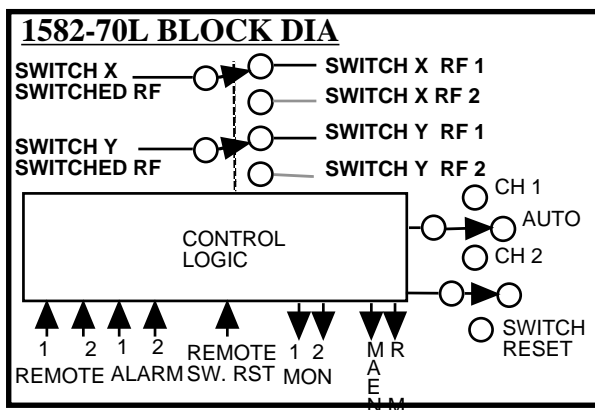 1582-70L BLOCK DIA
SWITCH X
SWITCHED RF
SWITCH X RF 1
SWITCH X RF 2
SWITCH Y
SWITCHED RF
SWITCH Y RF 1
SWITCH Y RF 2
CONTROL
LOGIC
CH 1
AUTO
CH 2
SWITCH
RESET
1 2 1 2
REMOTE ALARM
REMOTE
SW. RST
1 2
MON
M R
A
E
N M